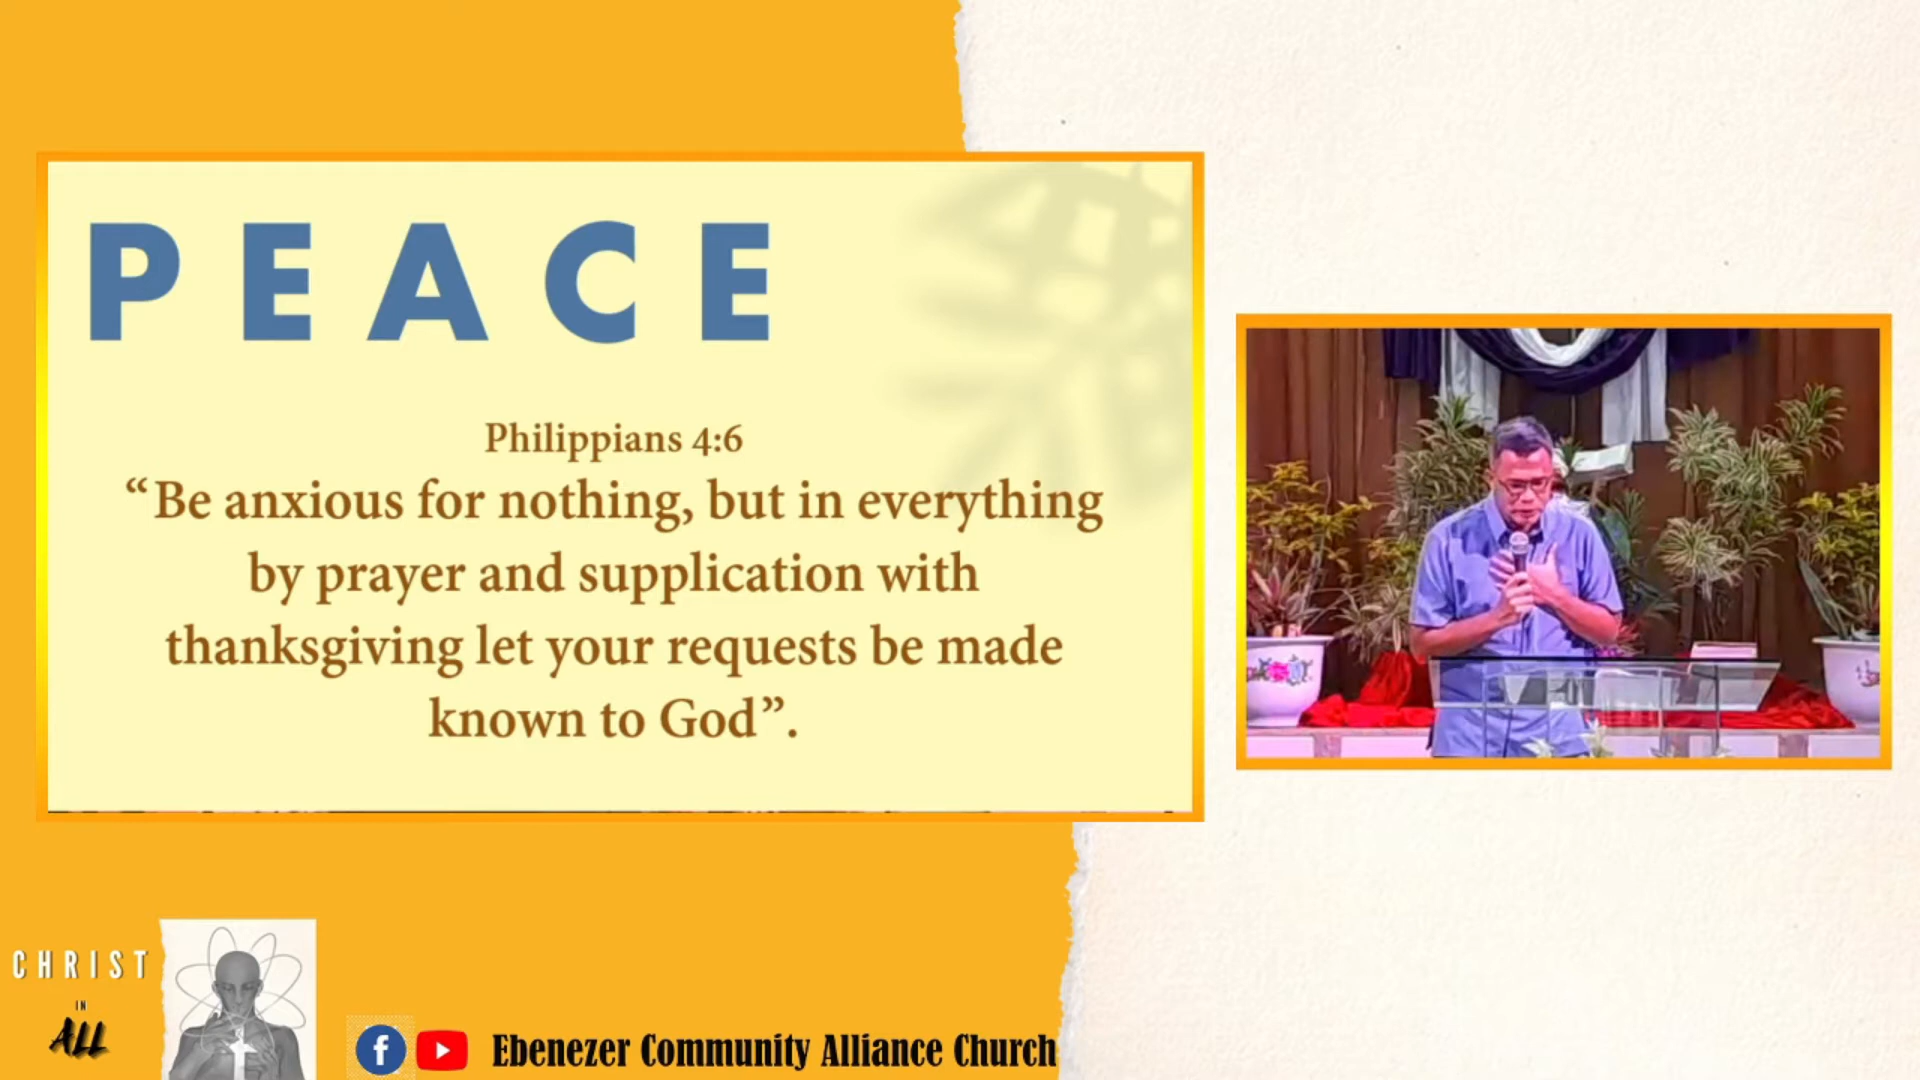 PEACE
Philippians 4:6
“Be anxious for nothing, but in everything
by prayer and supplication with
thanksgiving let your requests be made
known to God”.
CHRIST
IN
ALL
Ebenezer Community Alliance Church